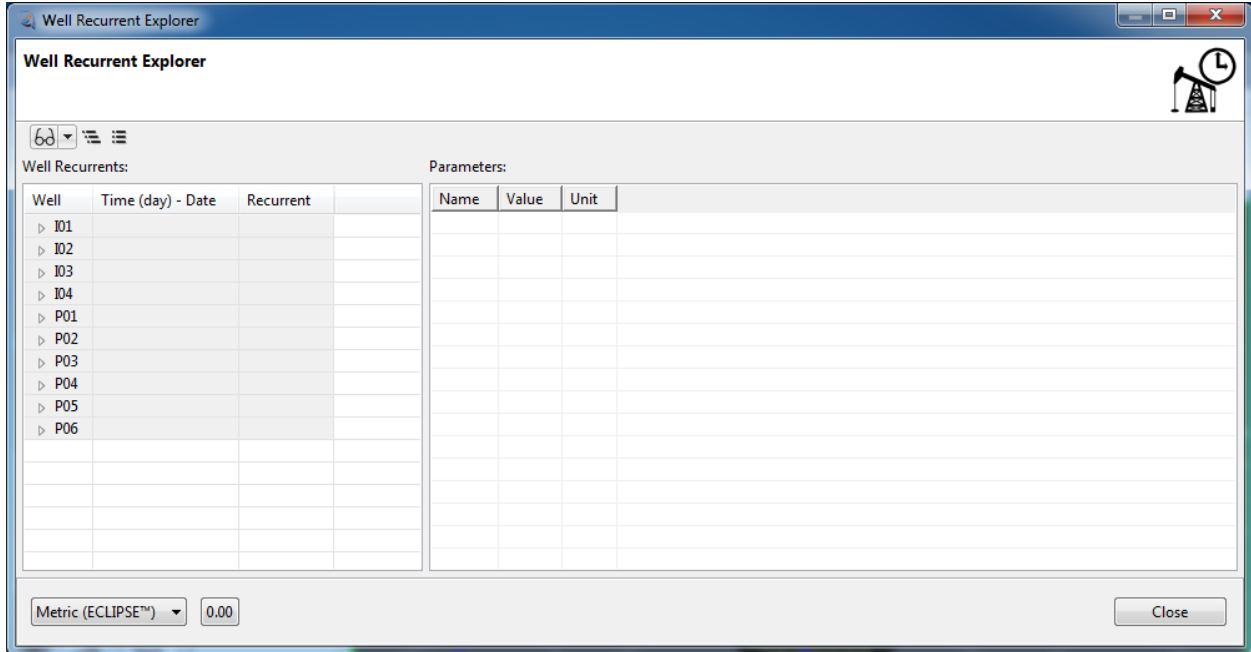 Well Recurrent Explorer
Well Recurrent Explorer
Well Recurrents:
Parameters:
Well Time (day) - Date Recurrent
Name Value Unit
I01
I02
I03
I04
P01
P02
P03
P04
P05
P06
Metric (ECLIPSE™) 0.00 Close